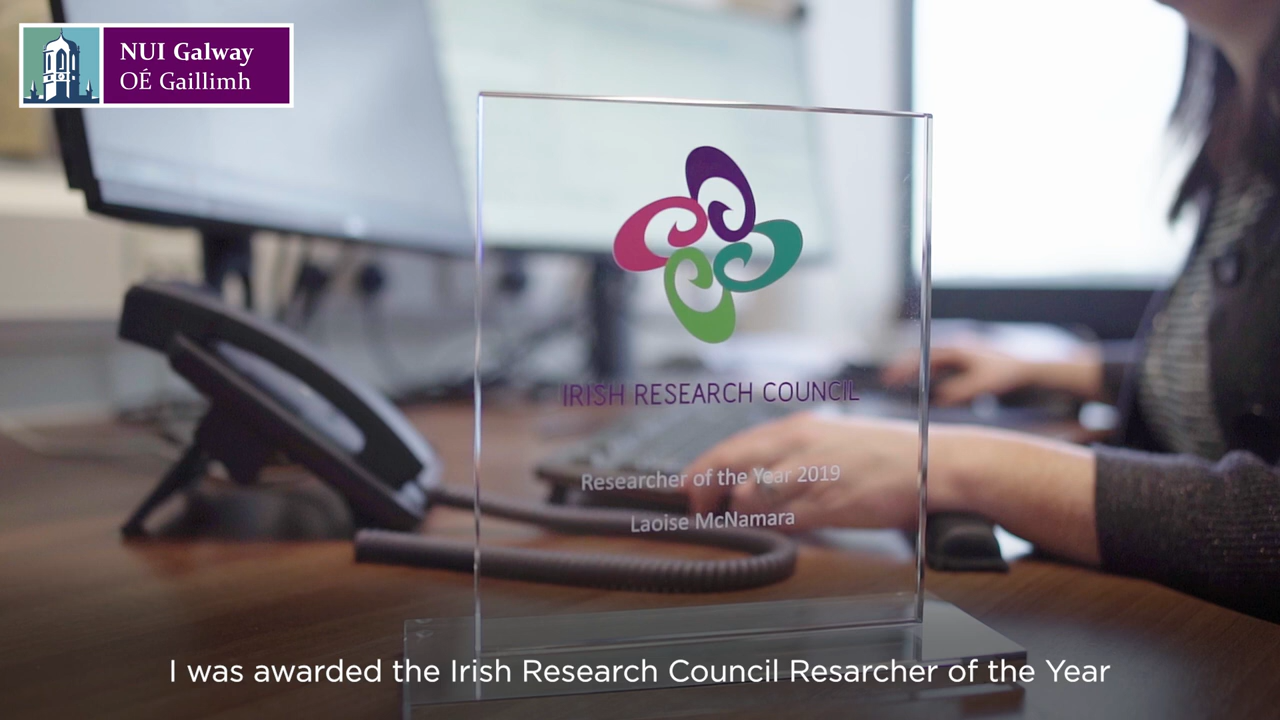 NUI Galway
OÉ Gaillimh
IRISH RESEARCH COUNCIL
Researcher of the Year 2019
Laoise McNamara
I was awarded the Irish Research Council Resarcher of the Year